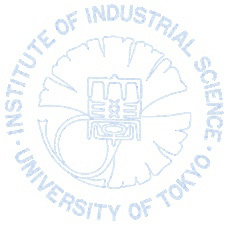 · INSTITUTE OF INDUSTRIAL SCIENCE ·
UNIVERSITY OF TOKYO